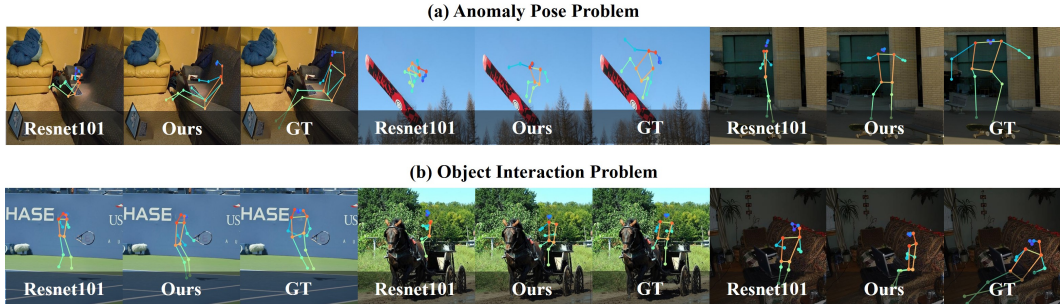 (a) Anomaly Pose Problem
Resnet101 Ours GT Resnet101 Ours GT Resnet101 Ours GT
(b) Object Interaction Problem
HASE US HASE US HASE US
Resnet101 Ours GT Resnet101 Ours GT Resnet101 Ours GT